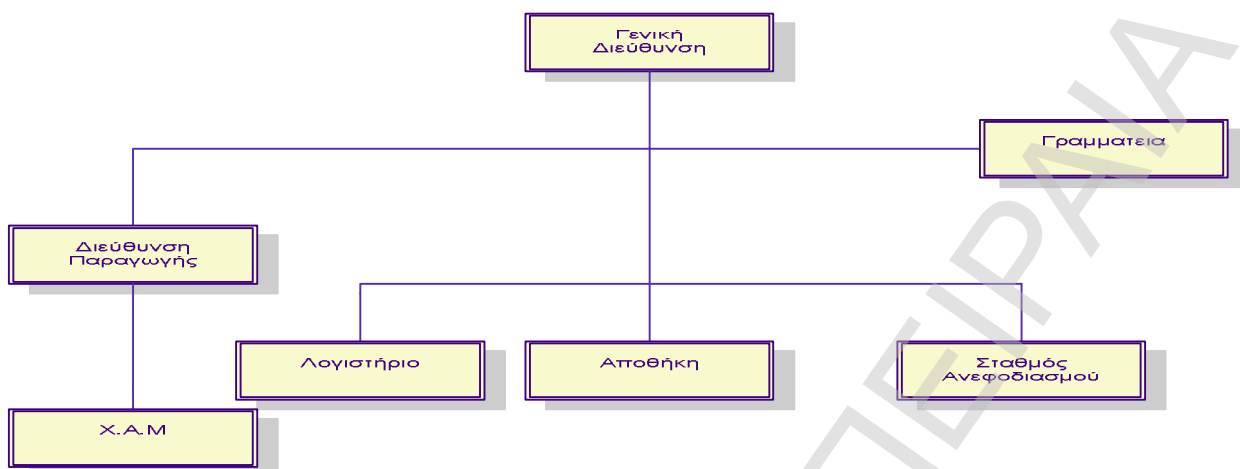 Γενική
Διεύθυνση
Γραμματεια
Διεύθυνση
Παραγωγής
Λογιστήριο
Αποθήκη
Σταθμός
Ανεφοδιασμού
Χ.Α.Μ
ΠΕΙΡΑΙΑ